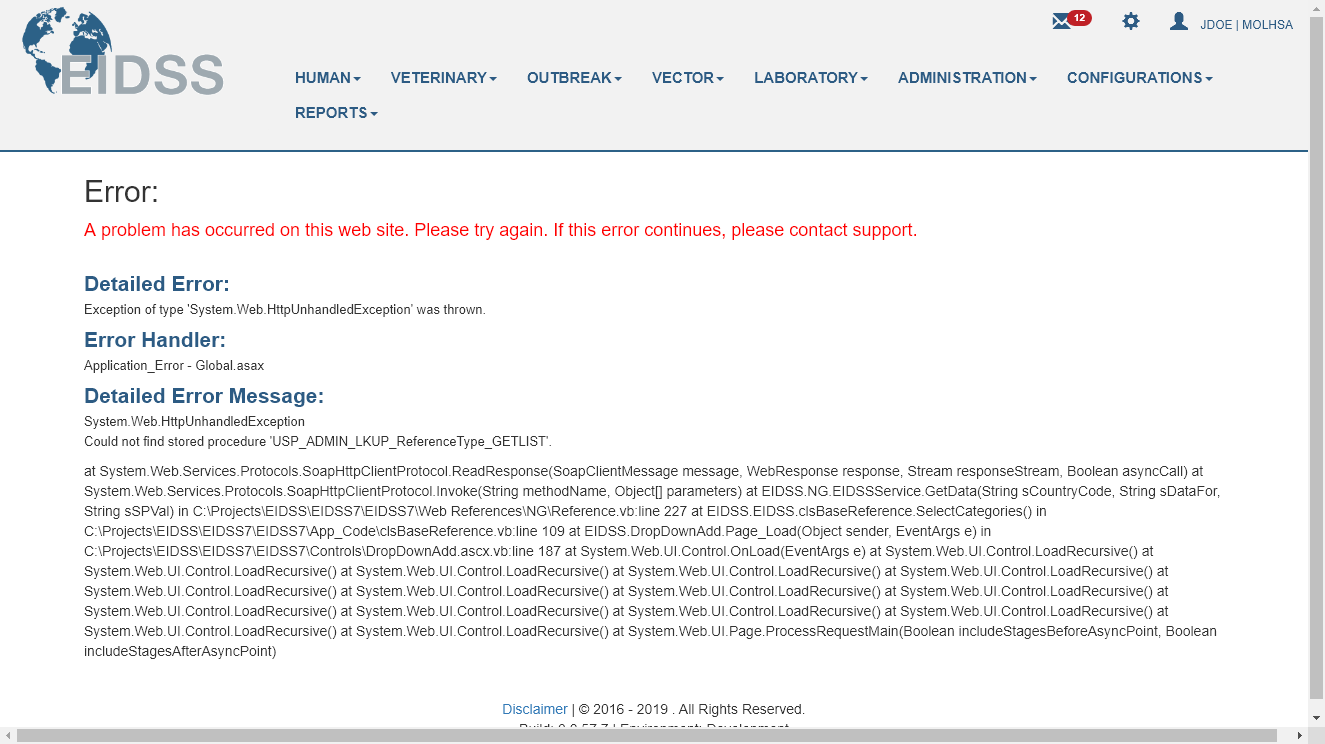 12
JDOE | MOLHSA
EIDSS
HUMAN VETERINARY OUTBREAK VECTOR LABORATORY ADMINISTRATION CONFIGURATIONS
REPORTS
Error:
A problem has occurred on this web site. Please try again. If this error continues, please contact support.
Detailed Error:
Exception of type 'System.Web.HttpUnhandledException' was thrown.
Error Handler:
Application_Error - Global.asax
Detailed Error Message:
System.Web.HttpUnhandledException
Could not find stored procedure 'USP_ADMIN_LKUP_ReferenceType_GETLIST'.
at System.Web.Services.Protocols.SoapHttpClientProtocol.ReadResponse(SoapClientMessage message, WebResponse response, Stream responseStream, Boolean asyncCall) at
System.Web.Services.Protocols.SoapHttpClientProtocol.Invoke(String methodName, Object[] parameters) at EIDSS.NG.EIDSSService.GetData(String sCountryCode, String sDataFor,
String sSPVal) in C:\Projects\EIDSS\EIDSS7\EIDSS7\Web References\NG\Reference.vb:line 227 at EIDSS.EIDSS.clsBaseReference.SelectCategories() in
C:\Projects\EIDSS\EIDSS7\EIDSS7\App_Code\clsBaseReference.vb:line 109 at EIDSS.DropDownAdd.Page_Load(Object sender, EventArgs e) in
C:\Projects\EIDSS\EIDSS7\EIDSS7\Controls\DropDownAdd.ascx.vb:line 187 at System.Web.UI.Control.OnLoad(EventArgs e) at System.Web.UI.Control.LoadRecursive() at
System.Web.UI.Control.LoadRecursive() at System.Web.UI.Control.LoadRecursive() at System.Web.UI.Control.LoadRecursive() at System.Web.UI.Control.LoadRecursive() at
System.Web.UI.Control.LoadRecursive() at System.Web.UI.Control.LoadRecursive() at System.Web.UI.Control.LoadRecursive() at System.Web.UI.Control.LoadRecursive() at
System.Web.UI.Control.LoadRecursive() at System.Web.UI.Control.LoadRecursive() at System.Web.UI.Control.LoadRecursive() at System.Web.UI.Control.LoadRecursive() at
System.Web.UI.Control.LoadRecursive() at System.Web.UI.Control.LoadRecursive() at System.Web.UI.Page.ProcessRequestMain(Boolean includeStagesBeforeAsyncPoint, Boolean
includeStagesAfterAsyncPoint)
Disclaimer | © 2016 - 2019 . All Rights Reserved.